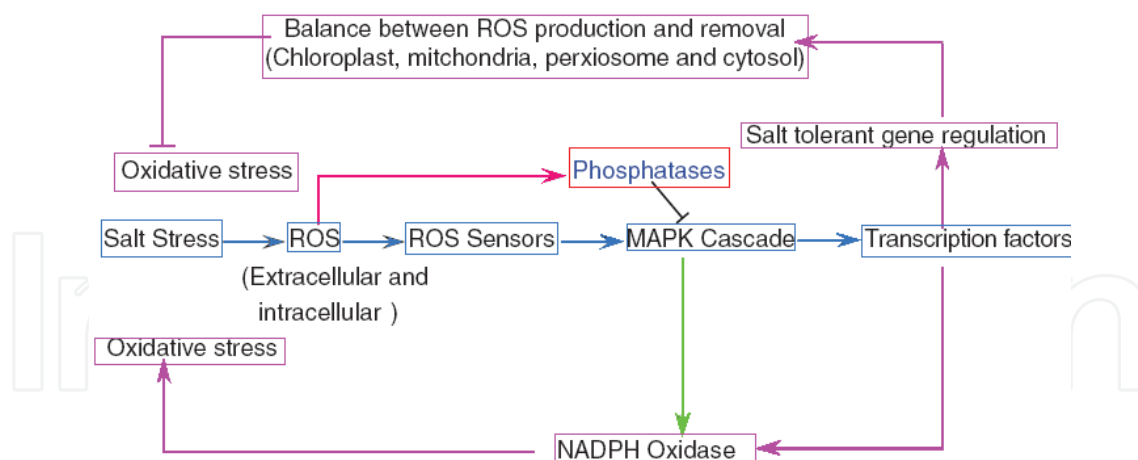 Balance between ROS production and removal
(Chloroplast, mitchondria, perxiosome and cytosol)
Salt tolerant gene regulation
Oxidative stress
Phosphatases
Salt Stress
ROS
ROS Sensors
MAPK Cascade
Transcription factors
(Extracellular and
intracellular )
Oxidative stress
NADPH Oxidase